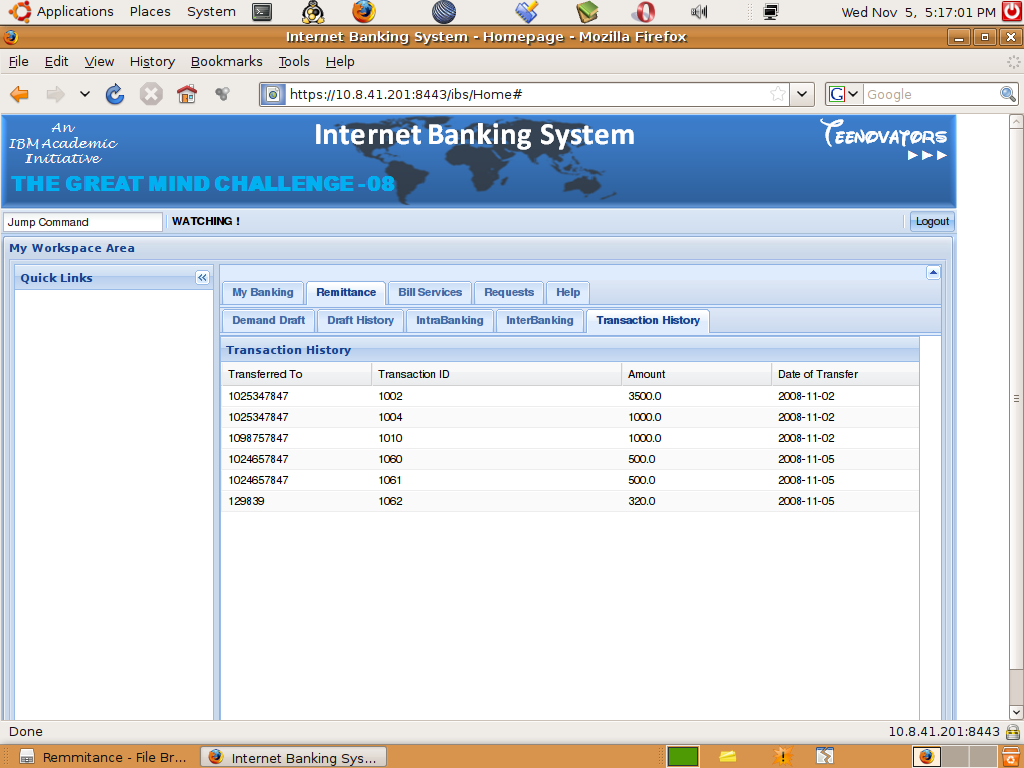 Applications Places System Wed Nov 5, 5:17:01 PM
Internet Banking System - Homepage - Mozilla Firefox
File Edit View History Bookmarks Tools Help
https://10.8.41.201:8443/ibs/Home# G Google
An
IBM Academic
Initiative
Internet Banking System
TEENOVATORS
THE GREAT MIND CHALLENGE -08
Jump Command WATCHING ! Logout
My Workspace Area
Quick Links
My Banking Remittance Bill Services Requests Help
Demand Draft Draft History IntraBanking InterBanking Transaction History
Transaction History
Transferred To Transaction ID Amount Date of Transfer
1025347847 1002 3500.0 2008-11-02
1025347847 1004 1000.0 2008-11-02
1098757847 1010 1000.0 2008-11-02
1024657847 1060 500.0 2008-11-05
1024657847 1061 500.0 2008-11-05
129839 1062 320.0 2008-11-05
Done 10.8.41.201:8443
Remmitance - File Br... Internet Banking Sys...